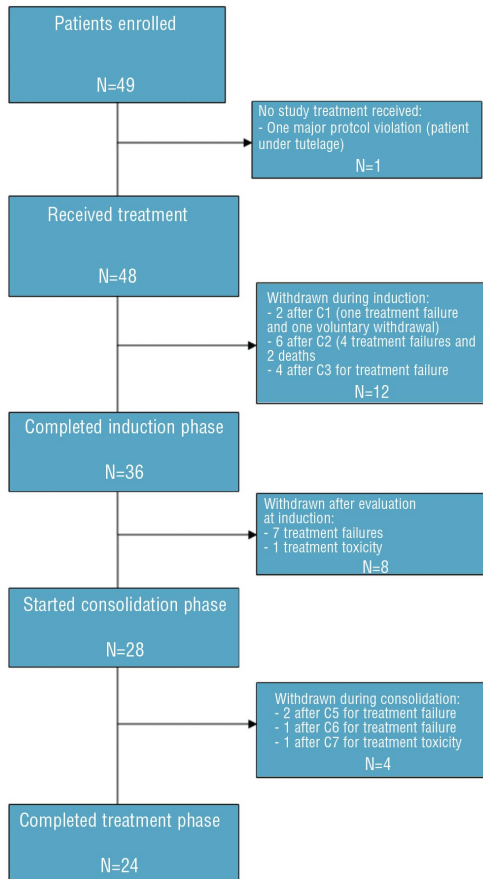 Patients enrolled
N=49
No study treatment received:
- One major protcol violation (patient
under tutelage)
N=1
Received treatment
N=48
Withdrawn during induction:
- 2 after C1 (one treatment failure
and one voluntary withdrawal)
- 6 after C2 (4 treatment failures and
2 deaths
- 4 after C3 for treatment failure
N=12
Completed induction phase
N=36
Withdrawn after evaluation
at induction:
- 7 treatment failures
- 1 treatment toxicity
N=8
Started consolidation phase
N=28
Withdrawn during consolidation:
- 2 after C5 for treatment failure
- 1 after C6 for treatment failure
- 1 after C7 for treatment toxicity
N=4
Completed treatment phase
N=24